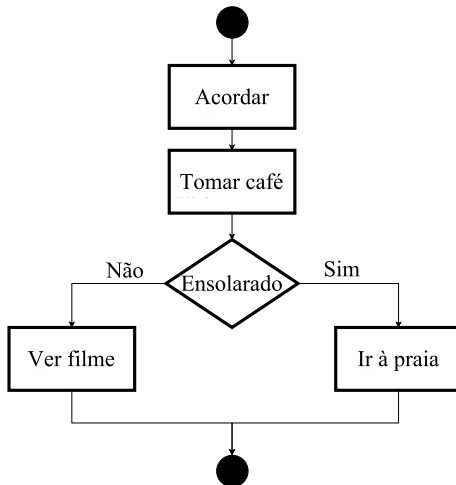 Acordar
Tomar café
Ensolarado
Não
Sim
Ver filme
Ir à praia